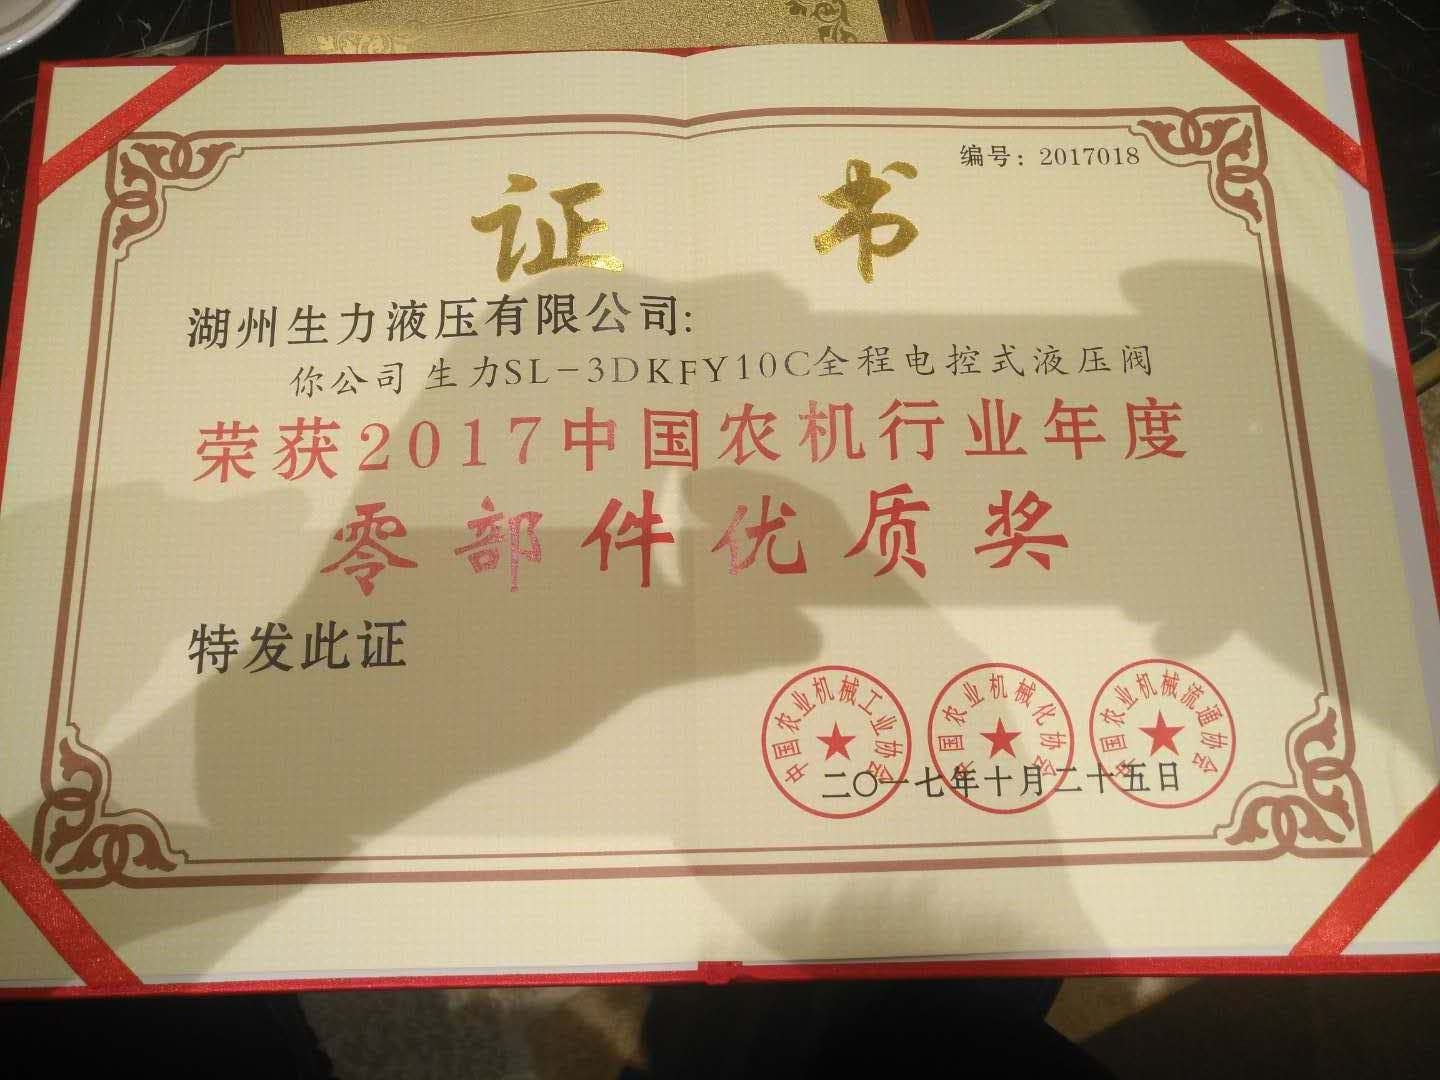 编号：2017018
证书
湖州生力液压有限公司：
你公司 生力SL-3DKFY10C全程电控式液压阀
荣获2017中国农机行业年度
零部件优质奖
特发此证
中国农业机械工业协会
中国农业机械化协会
中国农业机械流通协会
二〇一七年十月二十五日